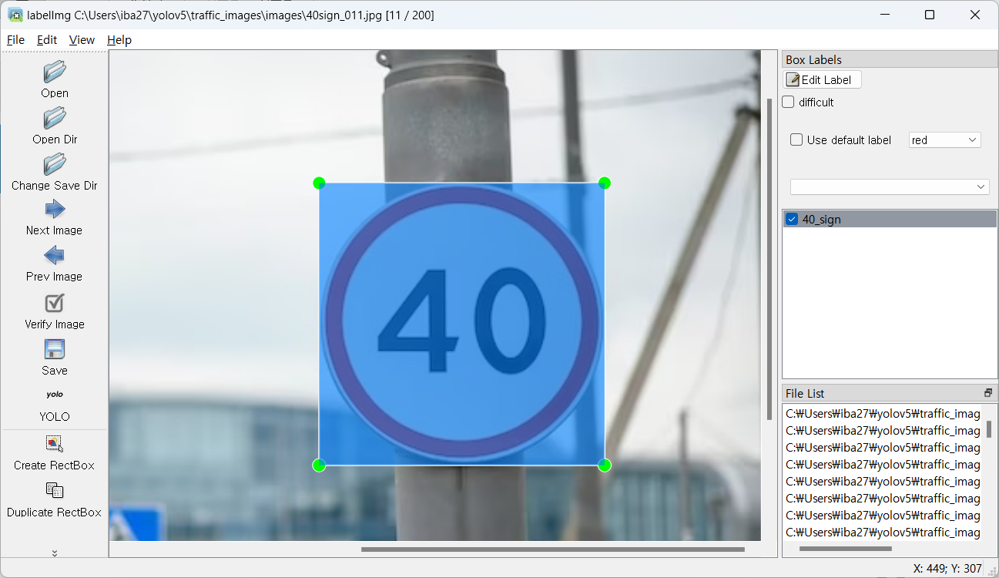 labelImg C:\Users\iba27\yolov5\traffic_images\images\40sign_011.jpg [11 / 200]
File Edit View Help
Open
Open Dir
Change Save Dir
Next Image
Prev Image
Verify Image
Save
yolo
YOLO
Create RectBox
Duplicate RectBox
40
Box Labels
Edit Label
difficult
Use default label red
40_sign
File List
C:₩Users₩iba27₩yolov5₩traffic_imag
C:₩Users₩iba27₩yolov5₩traffic_imag
C:₩Users₩iba27₩yolov5₩traffic_imag
C:₩Users₩iba27₩yolov5₩traffic_imag
C:₩Users₩iba27₩yolov5₩traffic_imag
C:₩Users₩iba27₩yolov5₩traffic_imag
C:₩Users₩iba27₩yolov5₩traffic_imag
C:₩Users₩iba27₩yolov5₩traffic_imag
X: 449; Y: 307